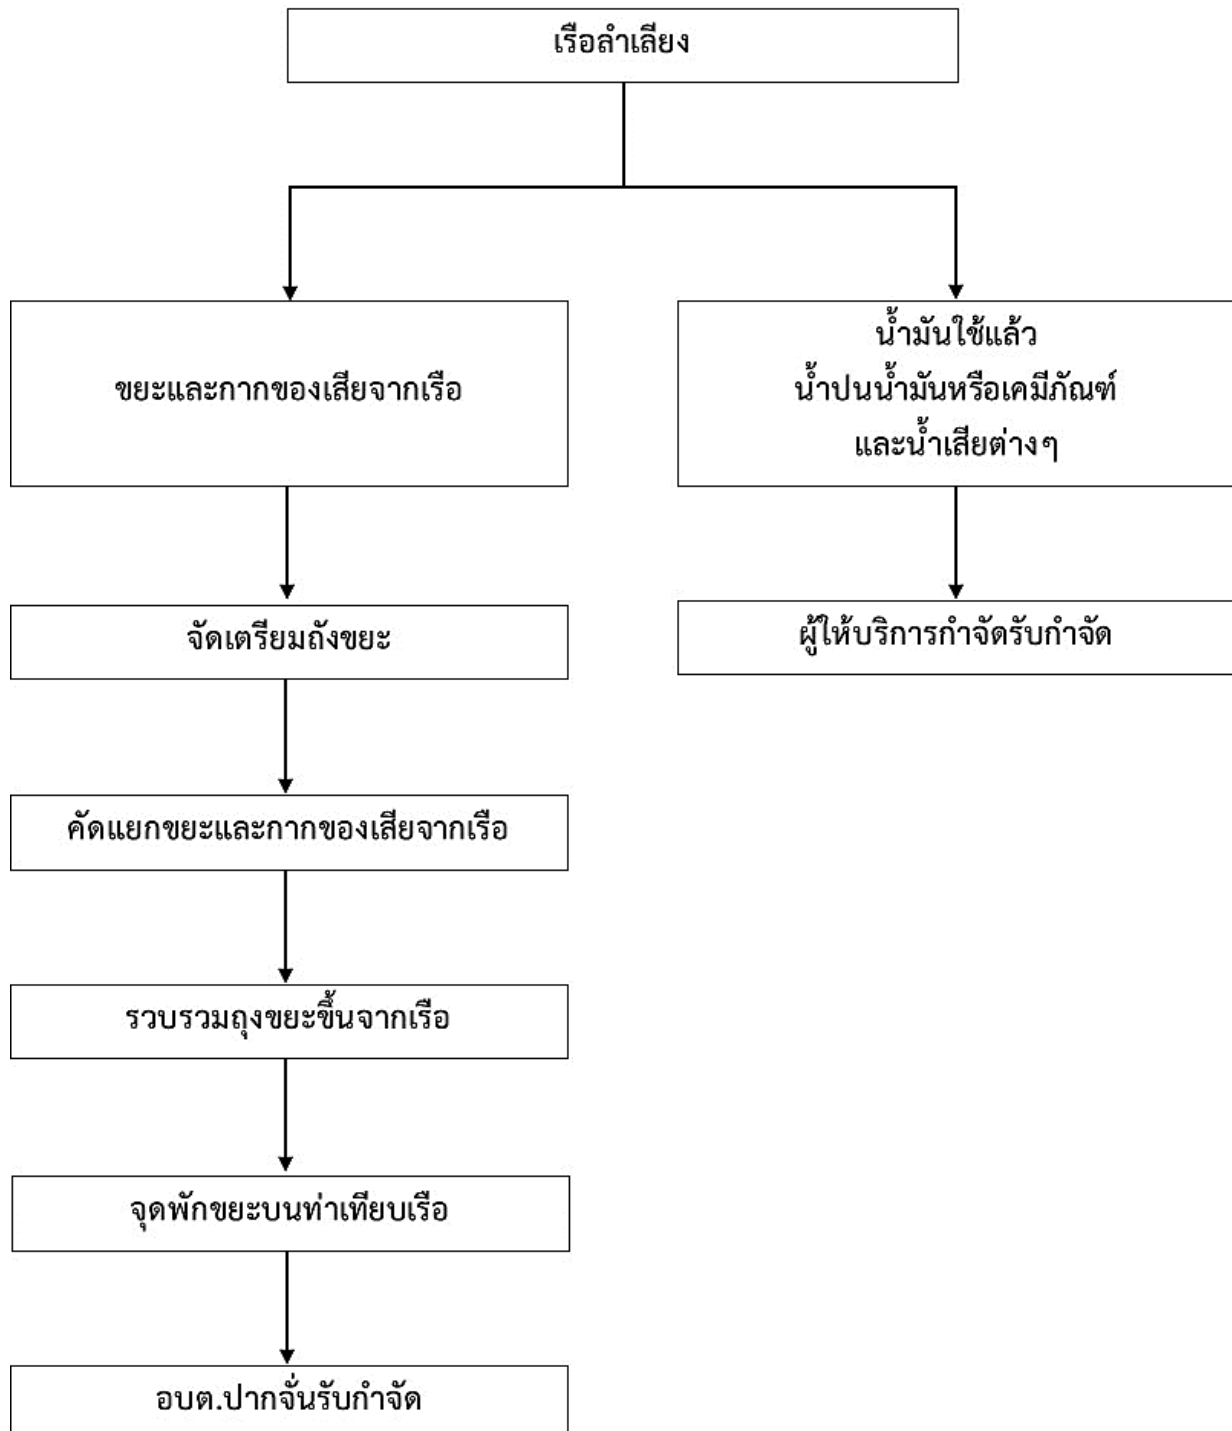 เรือลำเลียง
ขยะและกากของเสียจากเรือ
น้ำมันใช้แล้ว
น้ำปนน้ำมันหรือเคมีภัณฑ์
และน้ำเสียต่างๆ
จัดเตรียมถังขยะ
ผู้ให้บริการกำจัดรับกำจัด
คัดแยกขยะและกากของเสียจากเรือ
รวบรวมถุงขยะขึ้นจากเรือ
จุดพักขยะบนท่าเทียบเรือ
อบต.ปากจั่นรับกำจัด